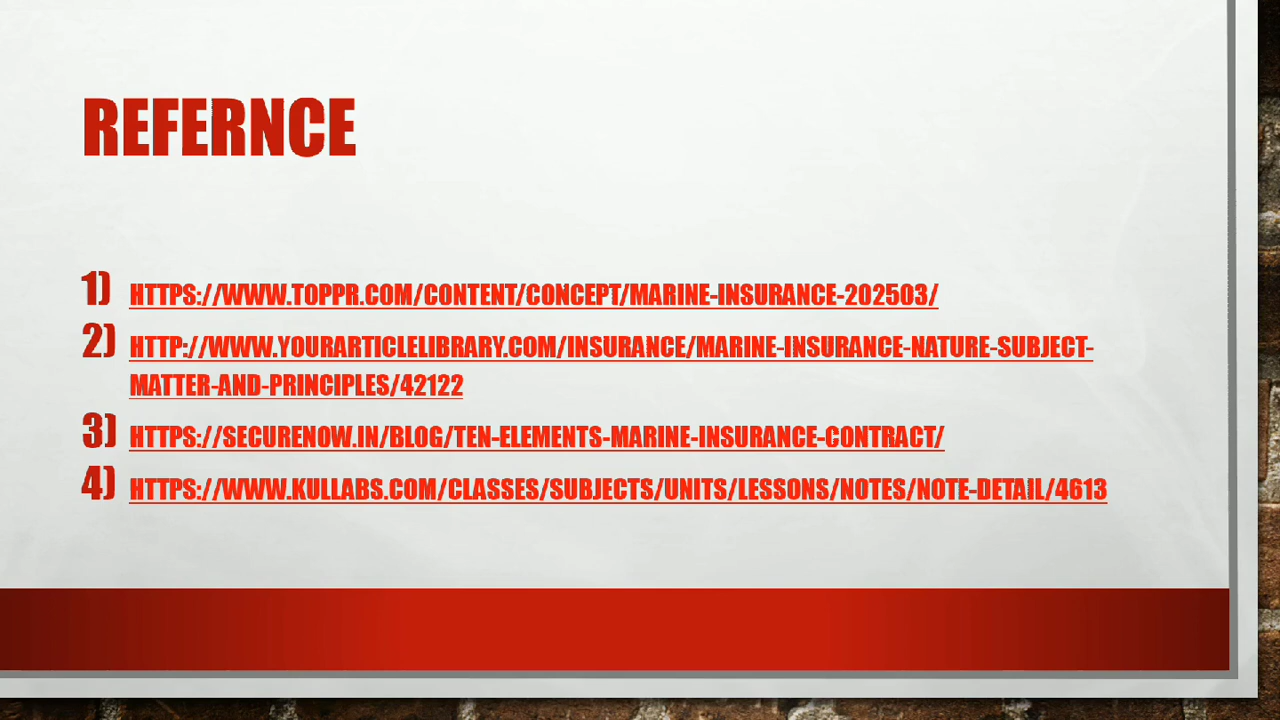 REFERNCE
1) HTTPS://WWW.TOPPR.COM/CONTENT/CONCEPT/MARINE-INSURANCE-202503/
2) HTTP://WWW.YOURARTICLELIBRARY.COM/INSURANCE/MARINE-INSURANCE-NATURE-SUBJECT-
MATTER-AND-PRINCIPLES/42122
3) HTTPS://SECURENOW.IN/BLOG/TEN-ELEMENTS-MARINE-INSURANCE-CONTRACT/
4) HTTPS://WWW.KULLABS.COM/CLASSES/SUBJECTS/UNITS/LESSONS/NOTES/NOTE-DETAIL/4613